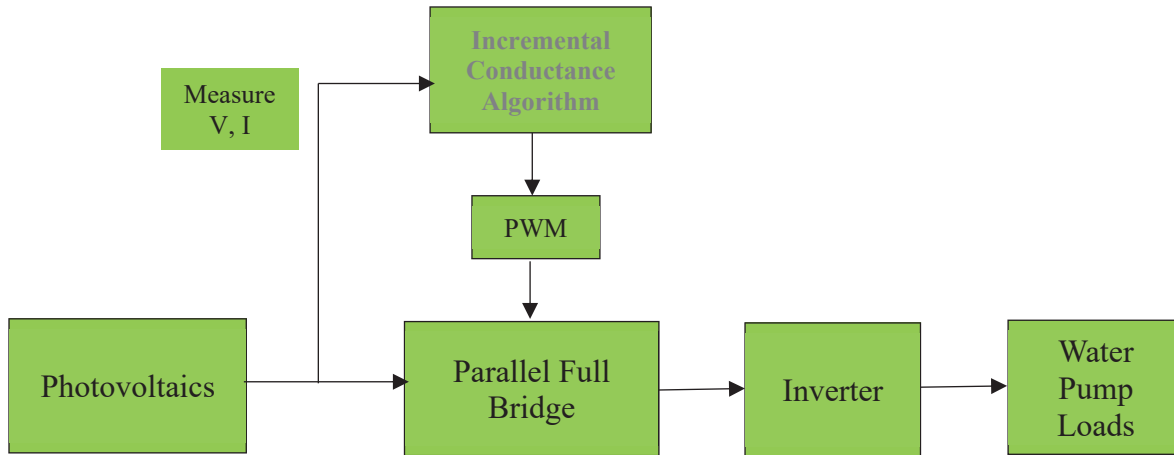 Incremental
Conductance
Algorithm
Measure
V, I
PWM
Photovoltaics
Parallel Full
Bridge
Inverter
Water
Pump
Loads